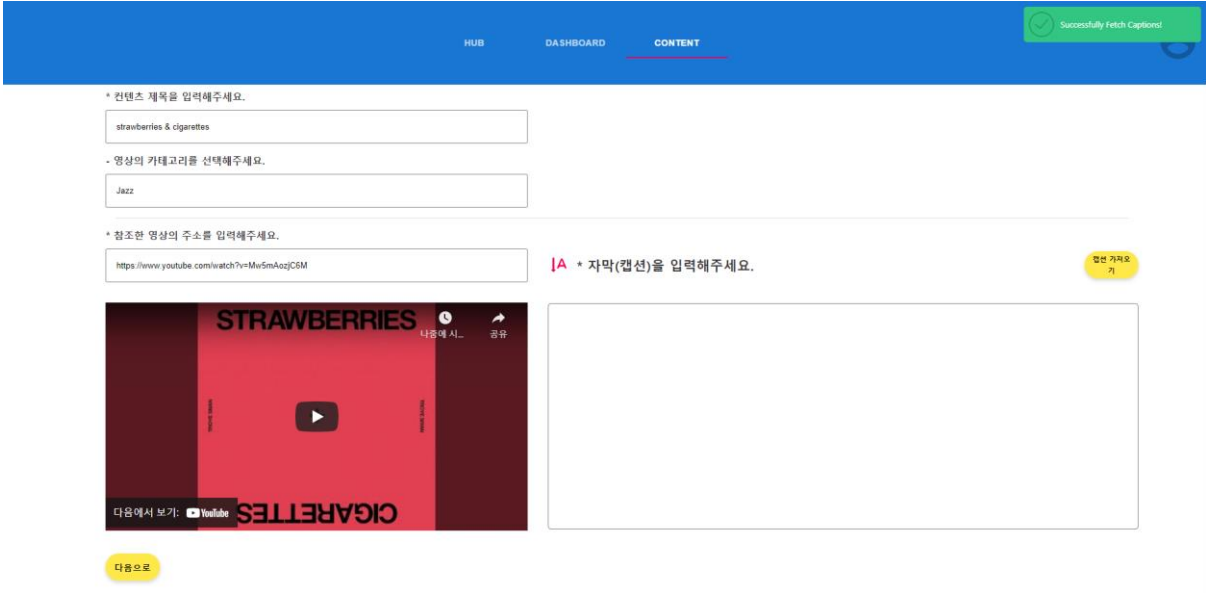 Successfully Fetch Captions!
HUB
DASHBOARD
CONTENT
* 컨텐츠 제목을 입력해주세요.
strawberries & cigarettes
- 영상의 카테고리를 선택해주세요.
Jazz
* 참조한 영상의 주소를 입력해주세요.
https://www.youtube.com/watch?v=Mw5mAozjC6M
A * 자막(캡션)을 입력해주세요.
캡션 가져오
기
STRAWBERRIES
나중에 시...
공유
다음에서 보기: YouTube
CIGARETTES
다음으로